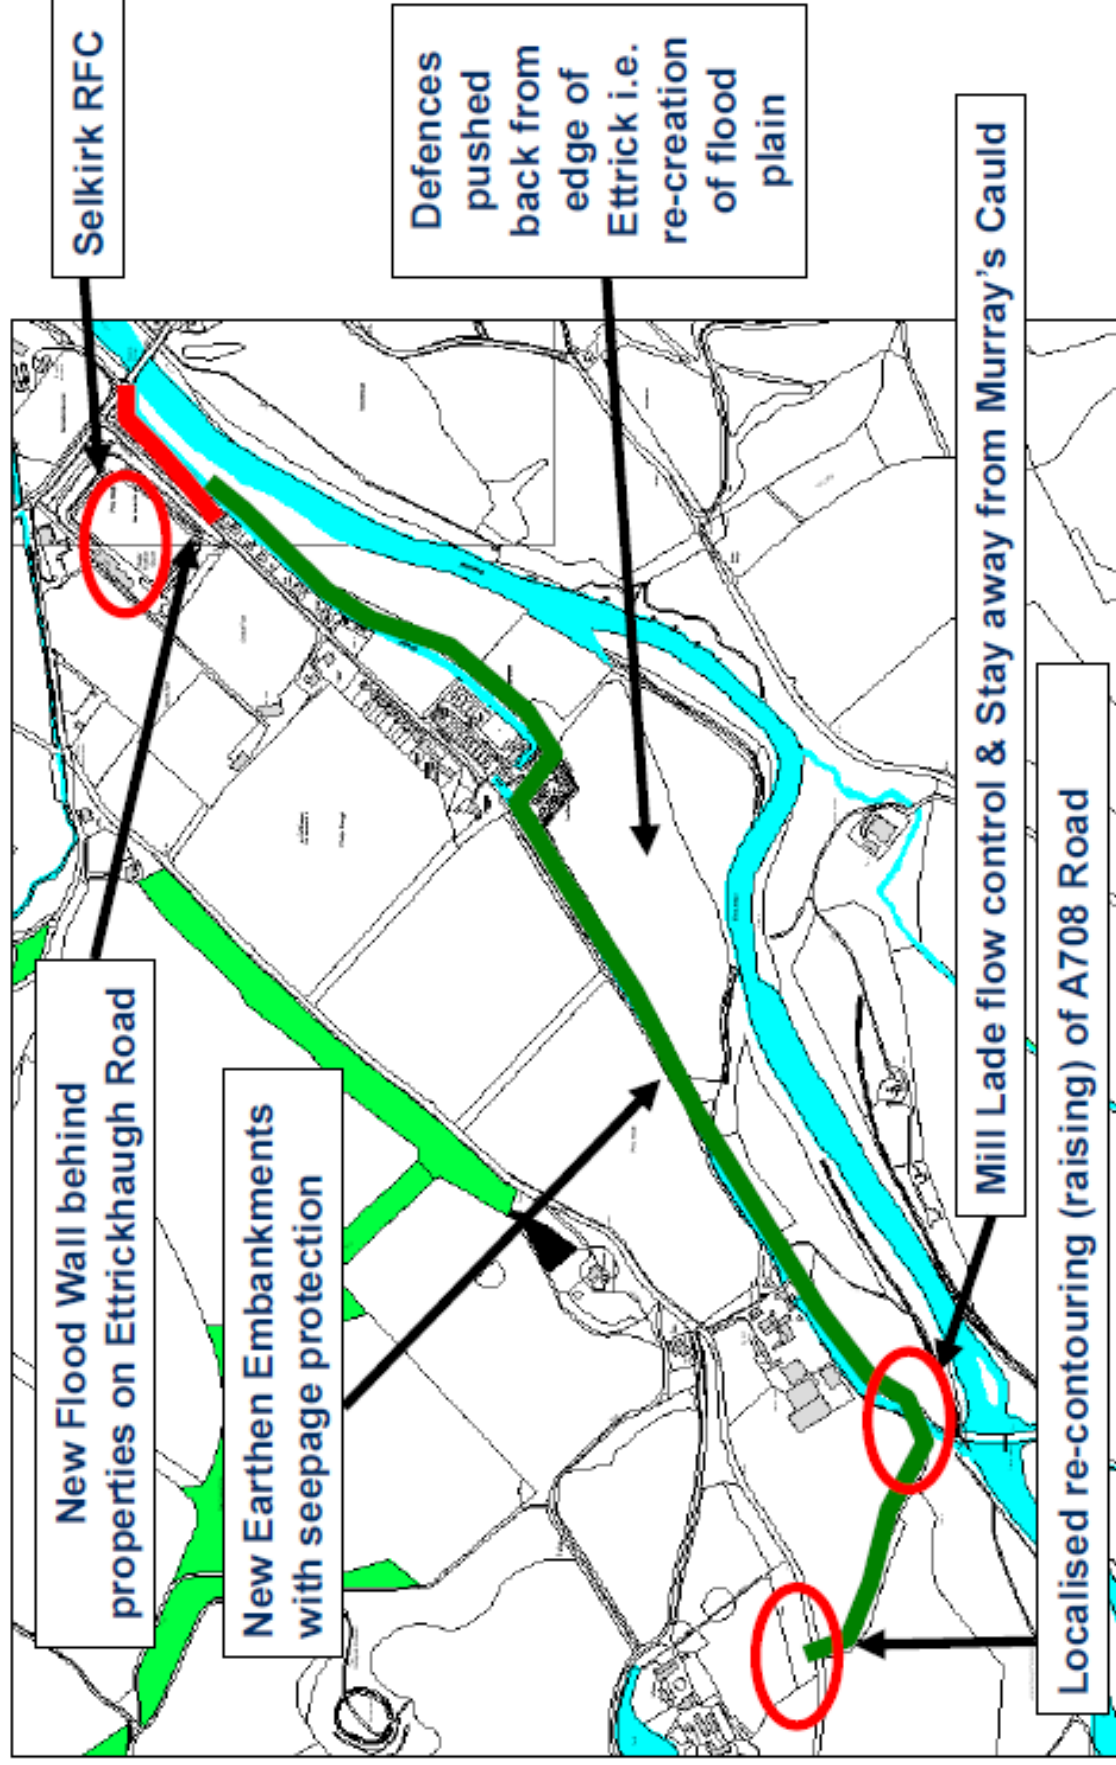 New Flood Wall behind
properties on Ettrickhaugh Road
Selkirk RFC
New Earthen Embankments
with seepage protection
Defences
pushed
back from
edge of
Ettrick i.e.
re-creation
of flood
plain
Mill Lade flow control & Stay away from Murray's Cauld
Localised re-contouring (raising) of A708 Road